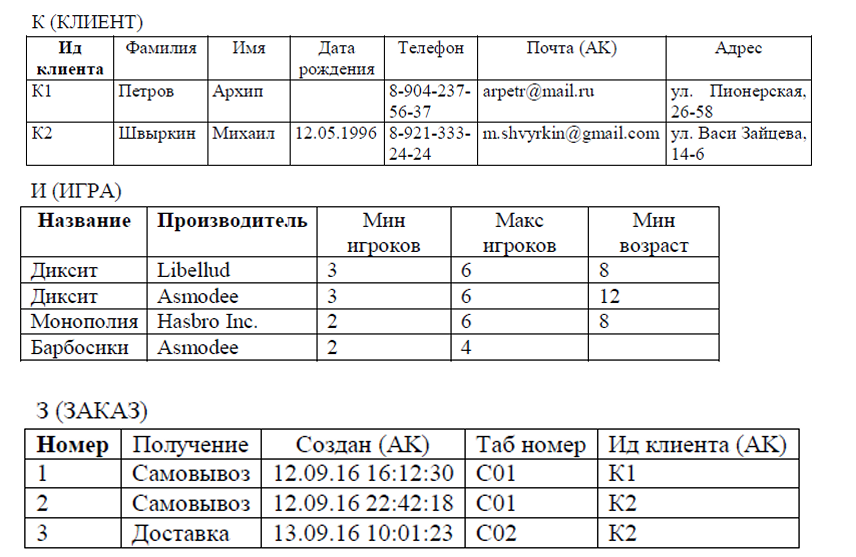 К (КЛИЕНТ)
Ид клиента Фамилия Имя Дата рождения Телефон Почта (АК) Адрес
К1 Петров Архип 8-904-237-56-37 arpetr@mail.ru ул. Пионерская, 26-58
К2 Швыркин Михаил 12.05.1996 8-921-333-24-24 m.shvyrkin@gmail.com ул. Васи Зайцева, 14-6
И (ИГРА)
Название Производитель Мин игроков Макс игроков Мин возраст
Диксит Libellud 3 6 8
Диксит Asmodee 3 6 12
Монополия Hasbro Inc. 2 6 8
Барбосики Asmodee 2 4
З (ЗАКАЗ)
Номер Получение Создан (АК) Таб номер Ид клиента (АК)
1 Самовывоз 12.09.16 16:12:30 С01 К1
2 Самовывоз 12.09.16 22:42:18 С01 К2
3 Доставка 13.09.16 10:01:23 С02 К2